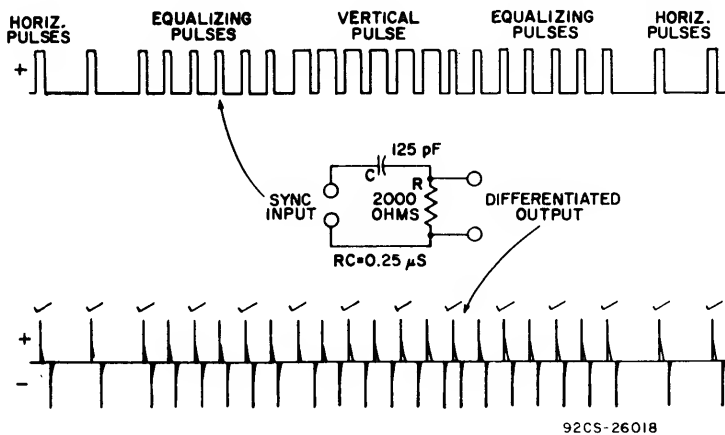 HORIZ. PULSES
EQUALIZING PULSES
VERTICAL PULSE
EQUALIZING PULSES
HORIZ. PULSES
+
125 pF
C
R
SYNC INPUT
2000 OHMS
DIFFERENTIATED OUTPUT
RC=0.25 µS
+
−
92CS-26018